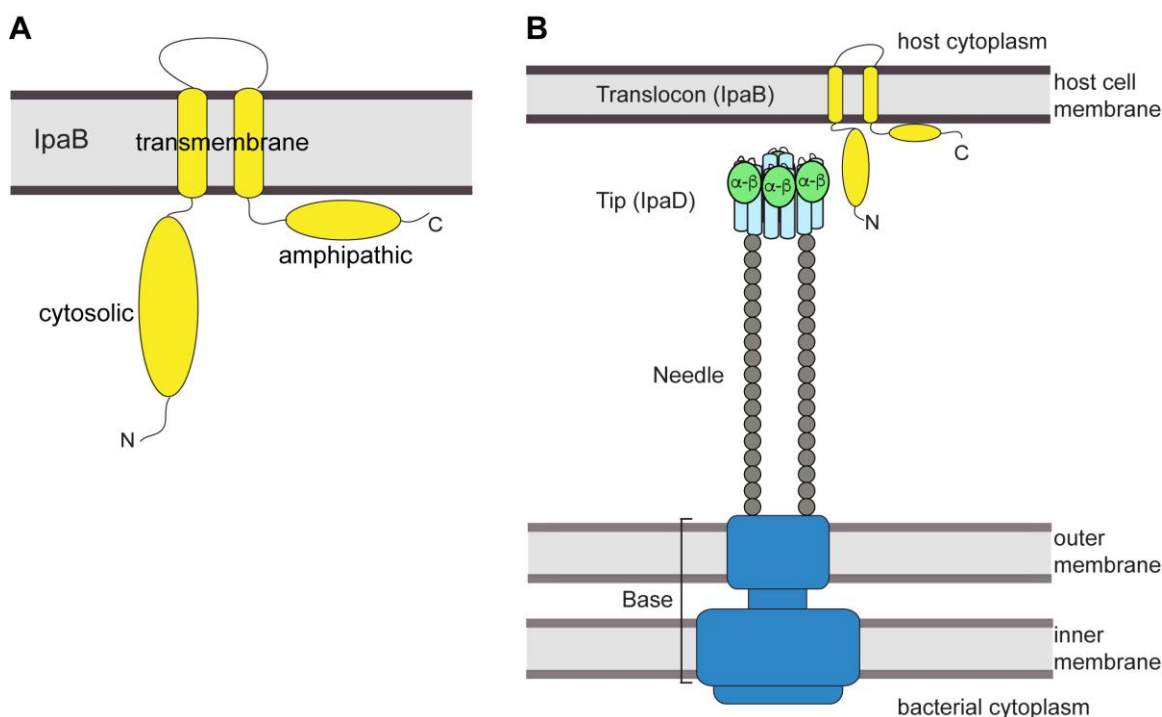 A
IpaB
transmembrane
C
amphipathic
cytosolic
N
B
host cytoplasm
Translocon (IpaB)
host cell
membrane
C
α-β α-β α-β
Tip (IpaD)
N
Needle
outer
membrane
Base
inner
membrane
bacterial cytoplasm